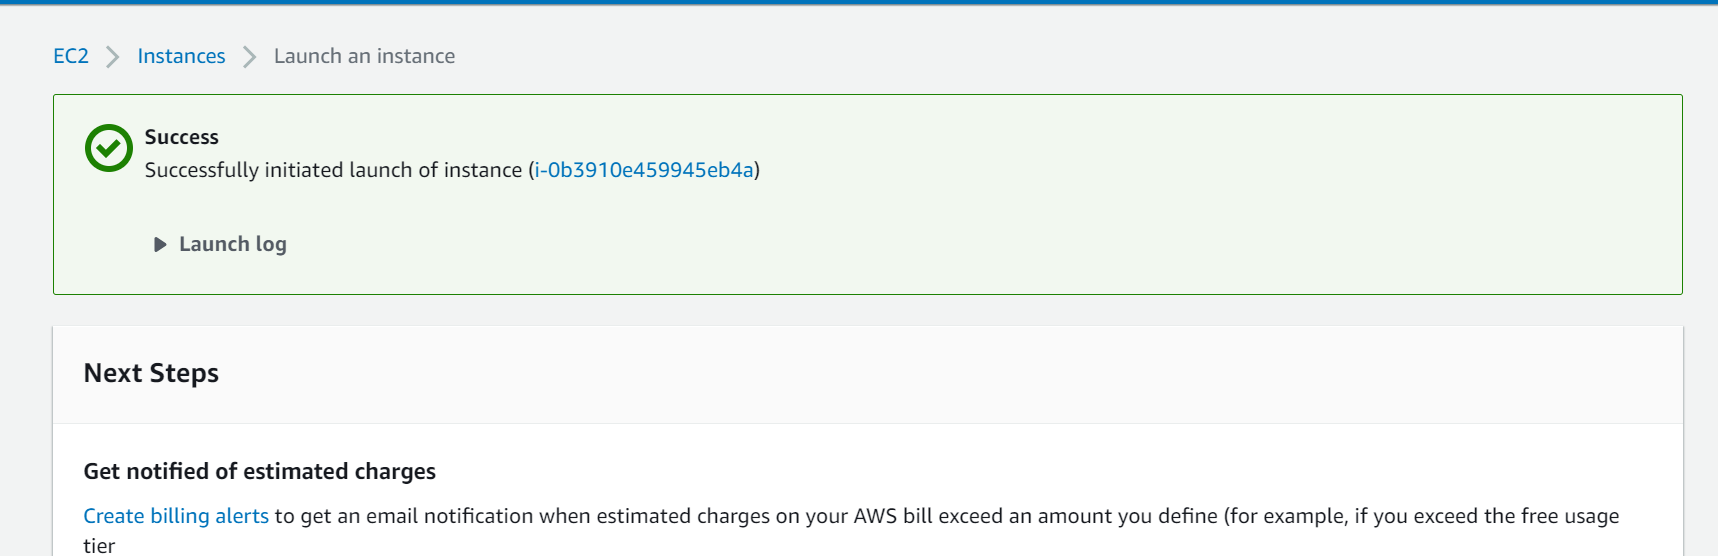 EC2 Instances Launch an instance
Success
Successfully initiated launch of instance (i-0b3910e459945eb4a)
Launch log
Next Steps
Get notified of estimated charges
Create billing alerts to get an email notification when estimated charges on your AWS bill exceed an amount you define (for example, if you exceed the free usage
tier